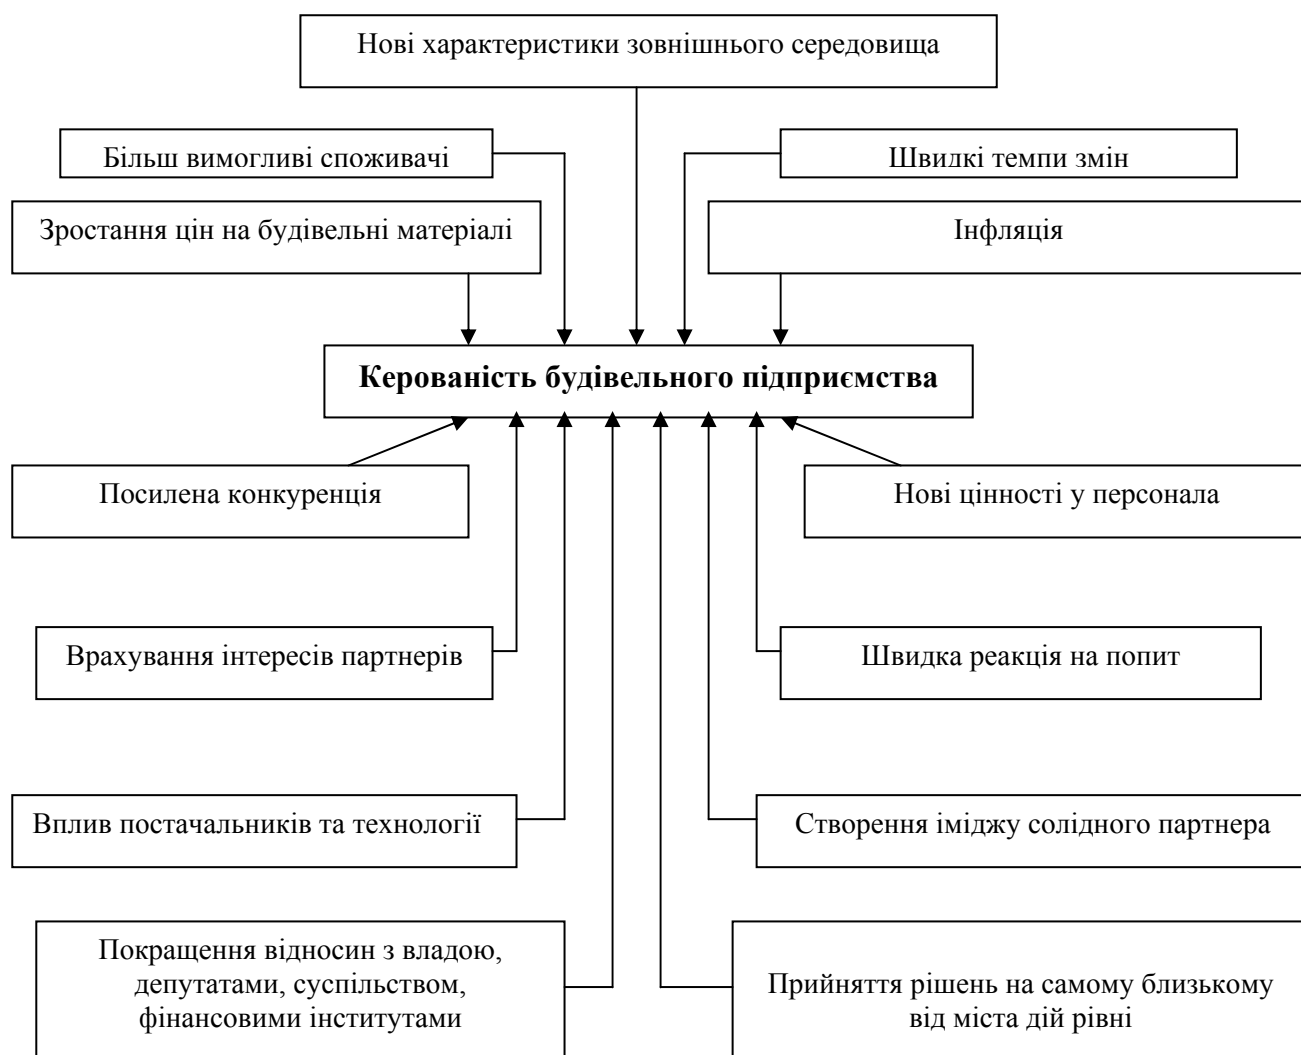 Нові характеристики зовнішнього середовища
Більш вимогливі споживачі
Швидкі темпи змін
Зростання цін на будівельні матеріалі
Інфляція
Керованість будівельного підприємства
Посилена конкуренція
Нові цінності у персонала
Врахування інтересів партнерів
Швидка реакція на попит
Вплив постачальників та технології
Створення іміджу солідного партнера
Покращення відносин з владою,
депутатами, суспільством,
фінансовими інститутами
Прийняття рішень на самому близькому
від міста дій рівні